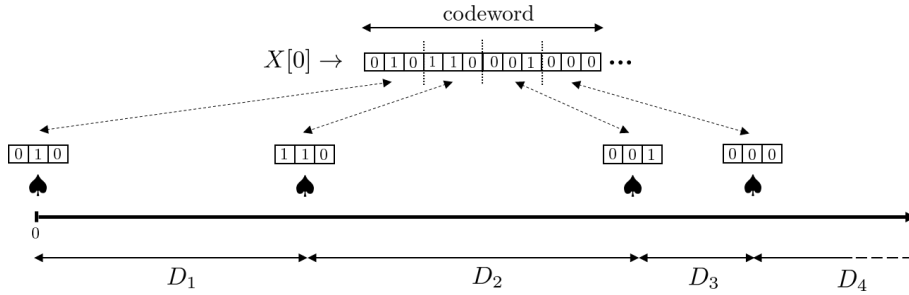 codeword
X[0] → 0 1 0 1 1 0 0 0 1 0 0 0 •••
0 1 0 1 1 0 0 0 1 0 0 0
0
D₁ D₂ D₃ D₄